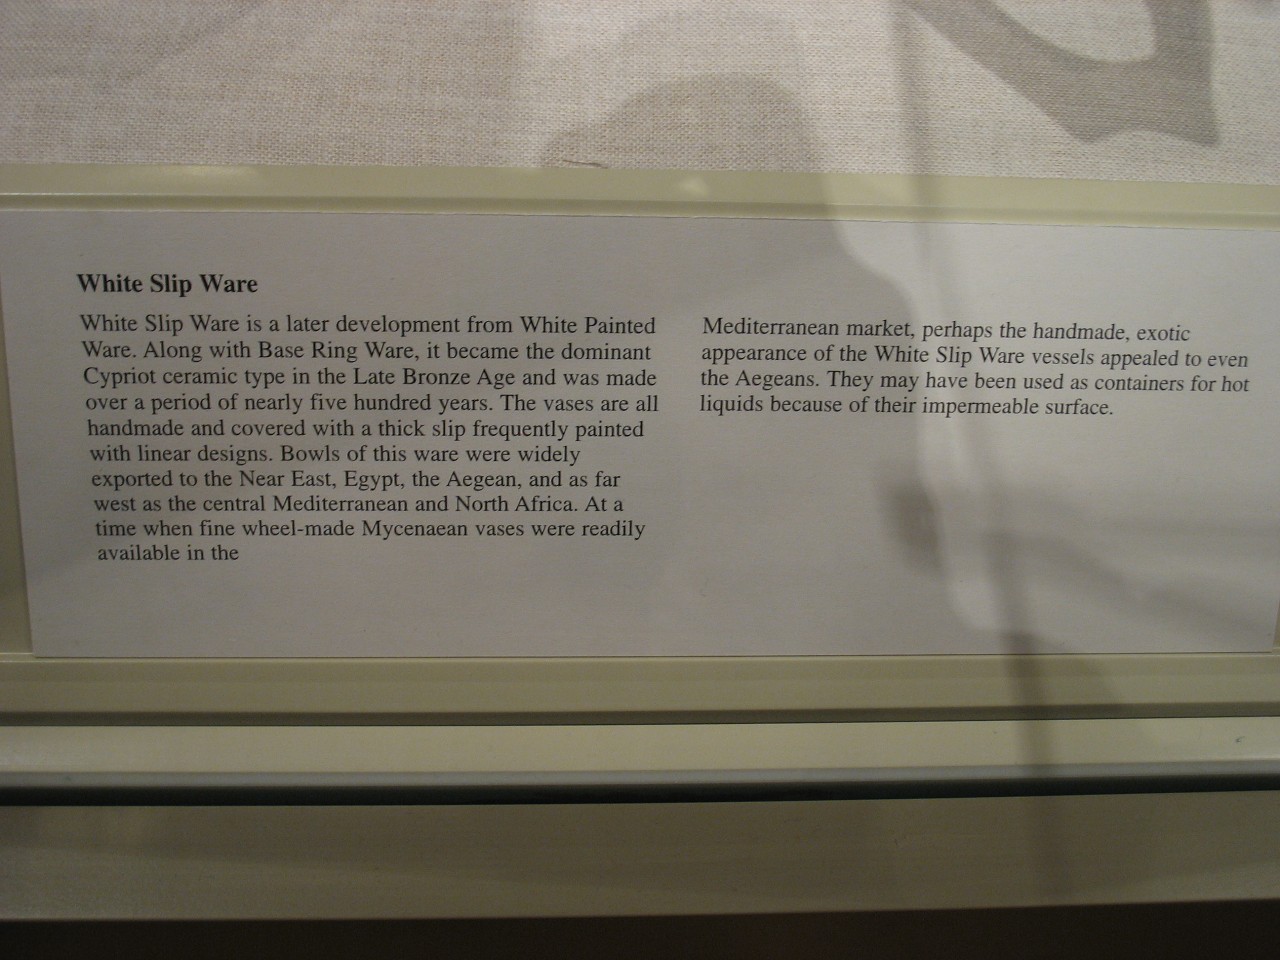 White Slip Ware
White Slip Ware is a later development from White Painted
Ware. Along with Base Ring Ware, it became the dominant
Cypriot ceramic type in the Late Bronze Age and was made
over a period of nearly five hundred years. The vases are all
handmade and covered with a thick slip frequently painted
with linear designs. Bowls of this ware were widely
exported to the Near East, Egypt, the Aegean, and as far
west as the central Mediterranean and North Africa. At a
time when fine wheel-made Mycenaean vases were readily
available in the
Mediterranean market, perhaps the handmade, exotic
appearance of the White Slip Ware vessels appealed to even
the Aegeans. They may have been used as containers for hot
liquids because of their impermeable surface.